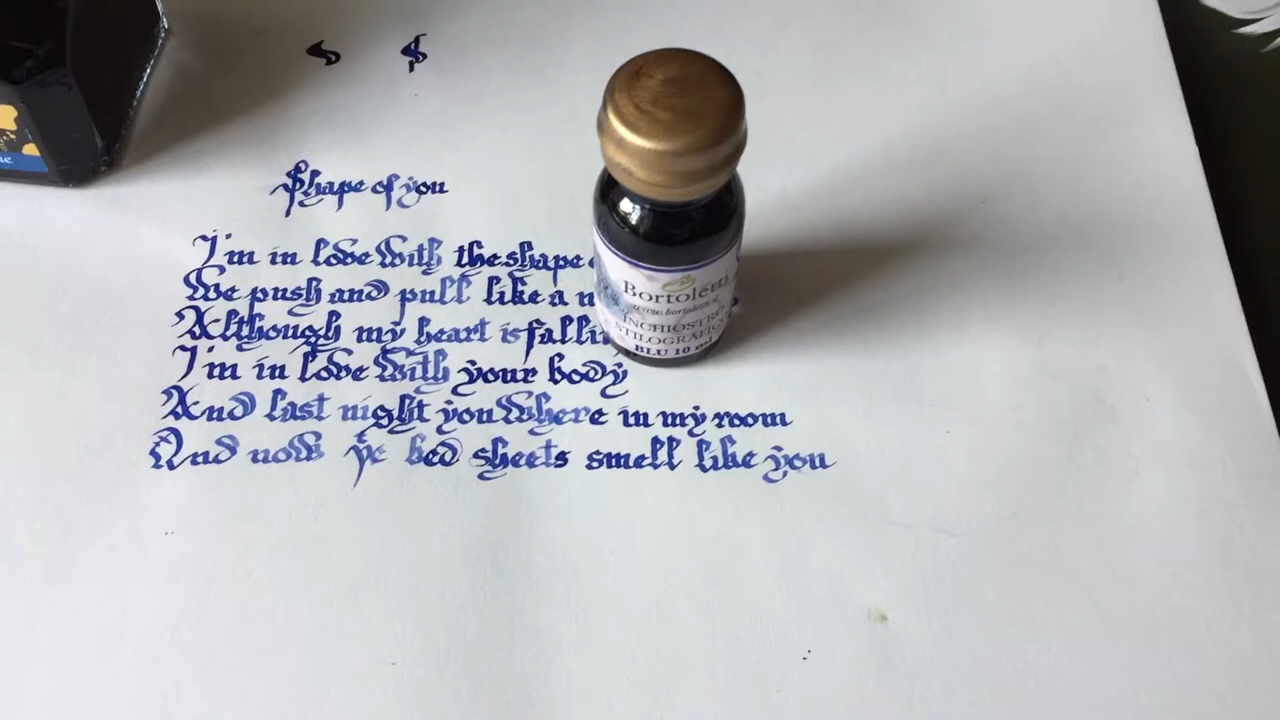 S S
Shape of you
I'm in love with the shape
We push and pull like a
Although my heart is
I'm in love with your body
And last night you where in my room
And now ye bed sheets smell like you
Bortoletti
INCHIOSTRO
STILOGRAFICO
BLU 10 ml